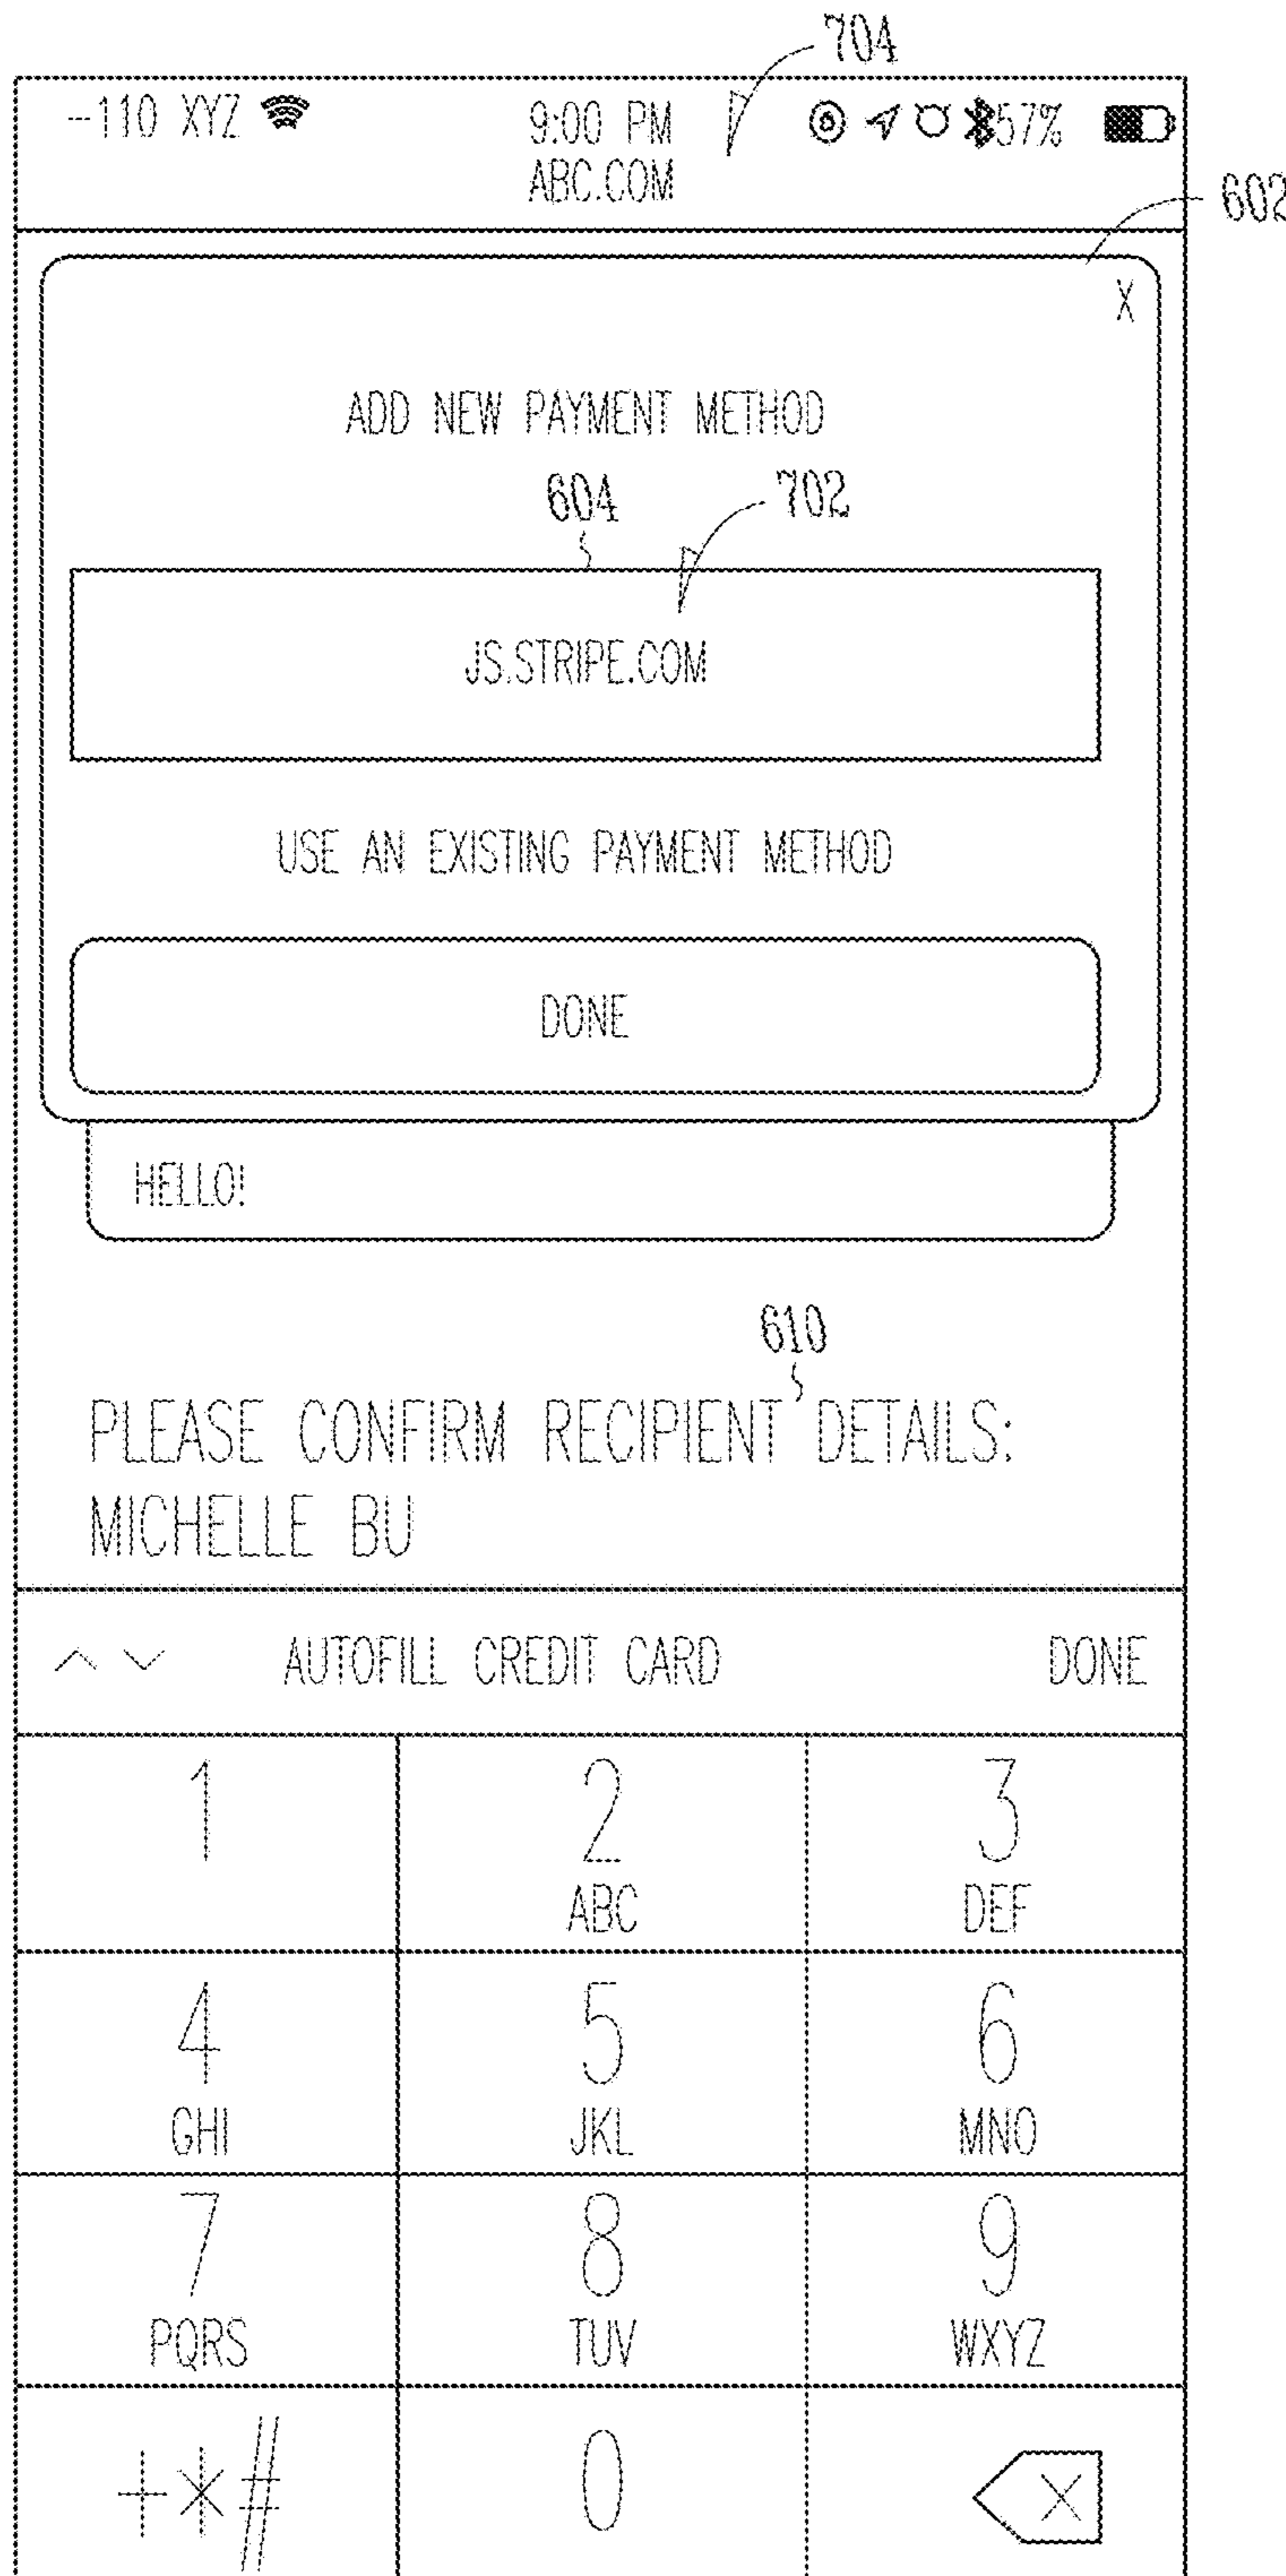 704
--110 XYZ 9:00 PM 57%
ABC.COM
602
X
ADD NEW PAYMENT METHOD
604 702
JS.STRIPE.COM
USE AN EXISTING PAYMENT METHOD
DONE
HELLO!
610
PLEASE CONFIRM RECIPIENT DETAILS:
MICHELLE BU
AUTOFILL CREDIT CARD DONE
1 2 3
ABC DEF
4 5 6
GHI JKL MNO
7 8 9
PQRS TUV WXYZ
+*# 0 X